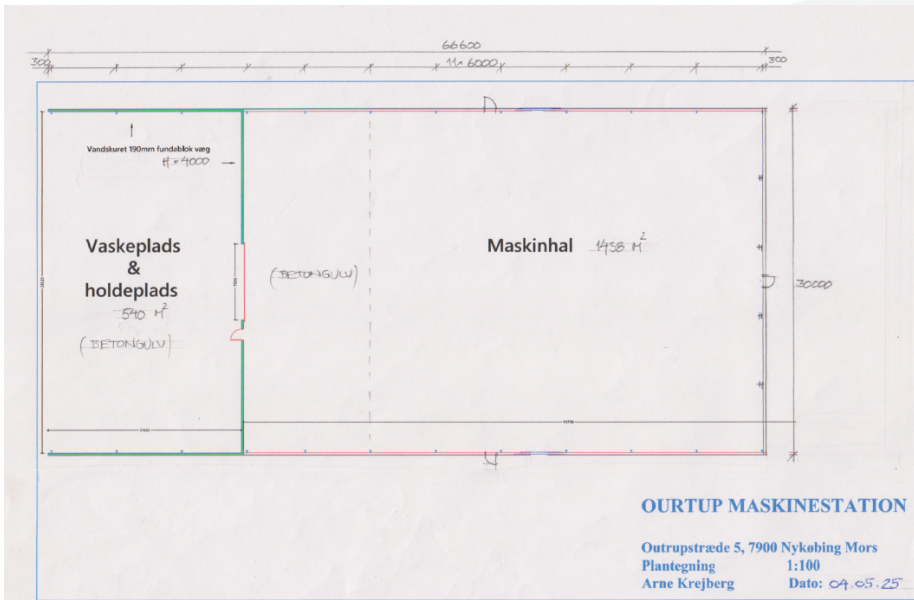 66600
300
11×6000
300
Vandskuret 190mm fundablok væg
H=4000
Vaskeplads
&
holdeplads
540 M²
(BETONGULV)
(BETONGULV)
Maskinhal 1458 M²
30000
OURTUP MASKINESTATION
Outrupstræde 5, 7900 Nykøbing Mors
Plantegning 1:100
Arne Krejberg Dato: 04.05.25